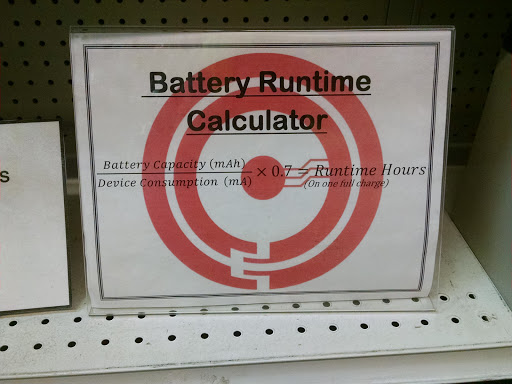 Battery Runtime
Calculator
Battery Capacity (mAh)
Device Consumption (mA)
× 0.7 = Runtime Hours
(On one full charge)
s